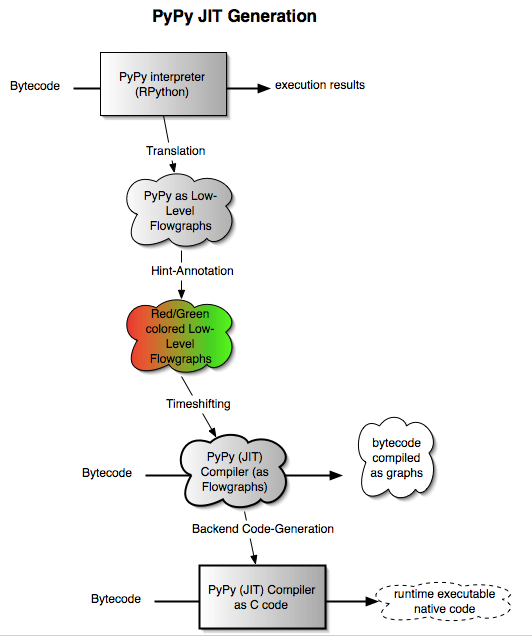 PyPy JIT Generation
Bytecode
PyPy interpreter
(RPython)
execution results
Translation
PyPy as Low-
Level
Flowgraphs
Hint-Annotation
Red/Green
colored Low-
Level
Flowgraphs
Timeshifting
Bytecode
PyPy (JIT)
Compiler (as
Flowgraphs)
bytecode
compiled
as graphs
Backend Code-Generation
Bytecode
PyPy (JIT) Compiler
as C code
runtime executable
native code